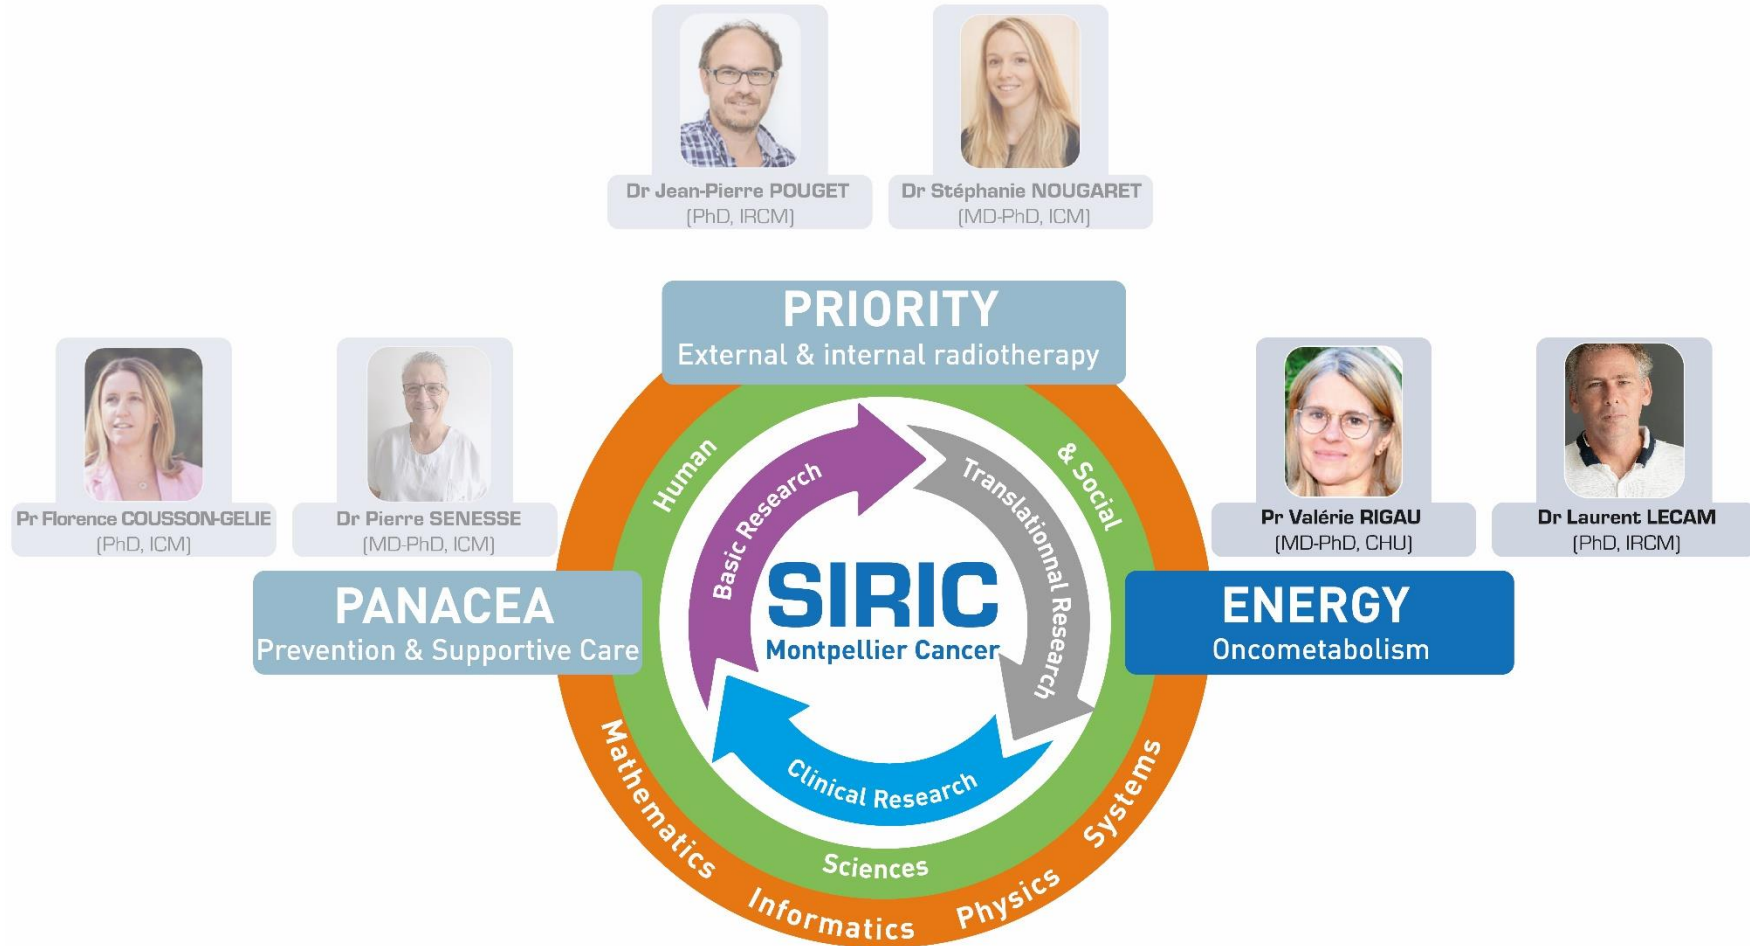 Dr Jean-Pierre POUGET
(PhD, IRCM)
Dr Stéphanie NOUGARET
(MD-PhD, ICM)
PRIORITY
External & internal radiotherapy
Pr Florence COUSSON-GELIE
(PhD, ICM)
Dr Pierre SENESSE
(MD-PhD, ICM)
Pr Valérie RIGAU
(MD-PhD, CHU)
Dr Laurent LECAM
(PhD, IRCM)
PANACEA
Prevention & Supportive Care
ENERGY
Oncometabolism
Human
& Social
Sciences
Basic Research
Translationnal Research
Clinical Research
SIRIC
Montpellier Cancer
Mathematics
Informatics
Physics
Systems